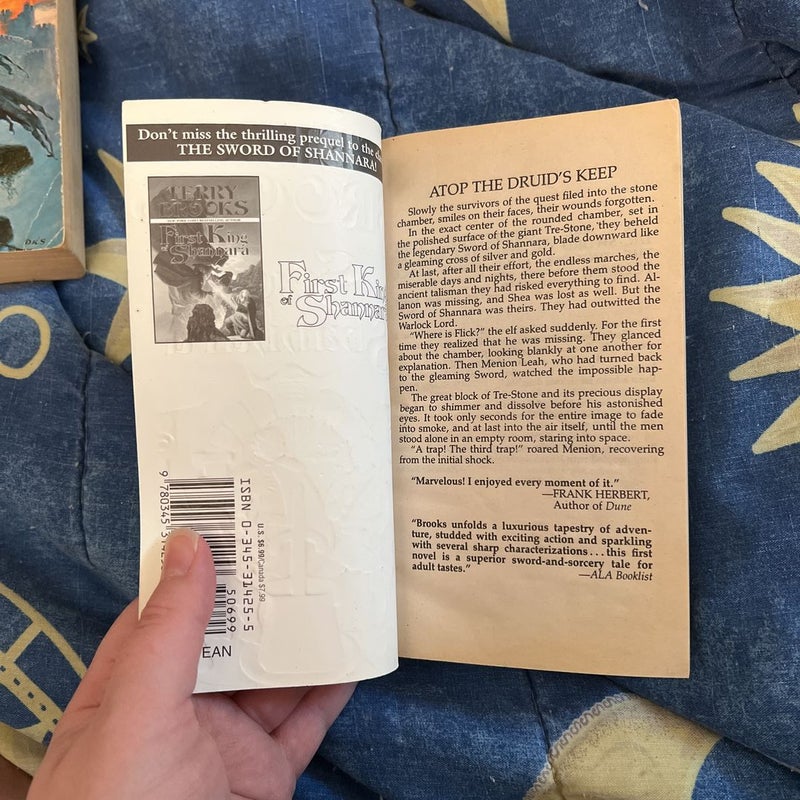 DKS
Don't miss the thrilling prequel to the
THE SWORD OF SHANNARA!
TERRY
BROOKS
First King
of Shannara
First King
of Shannar
ISBN 0-345-31425-5
U.S. $6.99/Canada $7.99
9 780345
50699
EAN
ATOP THE DRUID'S KEEP
Slowly the survivors of the quest filed into the stone
chamber, smiles on their faces, their wounds forgotten.
In the exact center of the rounded chamber, set in
the polished surface of the giant Tre-Stone, they beheld
the legendary Sword of Shannara, blade downward like
a gleaming cross of silver and gold.
At last, after all their effort, the endless marches, the
miserable days and nights, there before them stood the
ancient talisman they had risked everything to find. Al-
lanon was missing, and Shea was lost as well. But the
Sword of Shannara was theirs. They had outwitted the
Warlock Lord.
"Where is Flick?" the elf asked suddenly. For the first
time they realized that he was missing. They glanced
about the chamber, looking blankly at one another for
explanation. Then Menion Leah, who had turned back
to the gleaming Sword, watched the impossible hap-
pen.
The great block of Tre-Stone and its precious display
began to shimmer and dissolve before his astonished
eyes. It took only seconds for the entire image to fade
into smoke, and at last into the air itself, until the men
stood alone in an empty room, staring into space.
"A trap! The third trap!" roared Menion, recovering
from the initial shock.
"Marvelous! I enjoyed every moment of it."
—FRANK HERBERT,
Author of Dune
"Brooks unfolds a luxurious tapestry of adven-
ture, studded with exciting action and sparkling
with several sharp characterizations...this first
novel is a superior sword-and-sorcery tale for
adult tastes."
—ALA Booklist